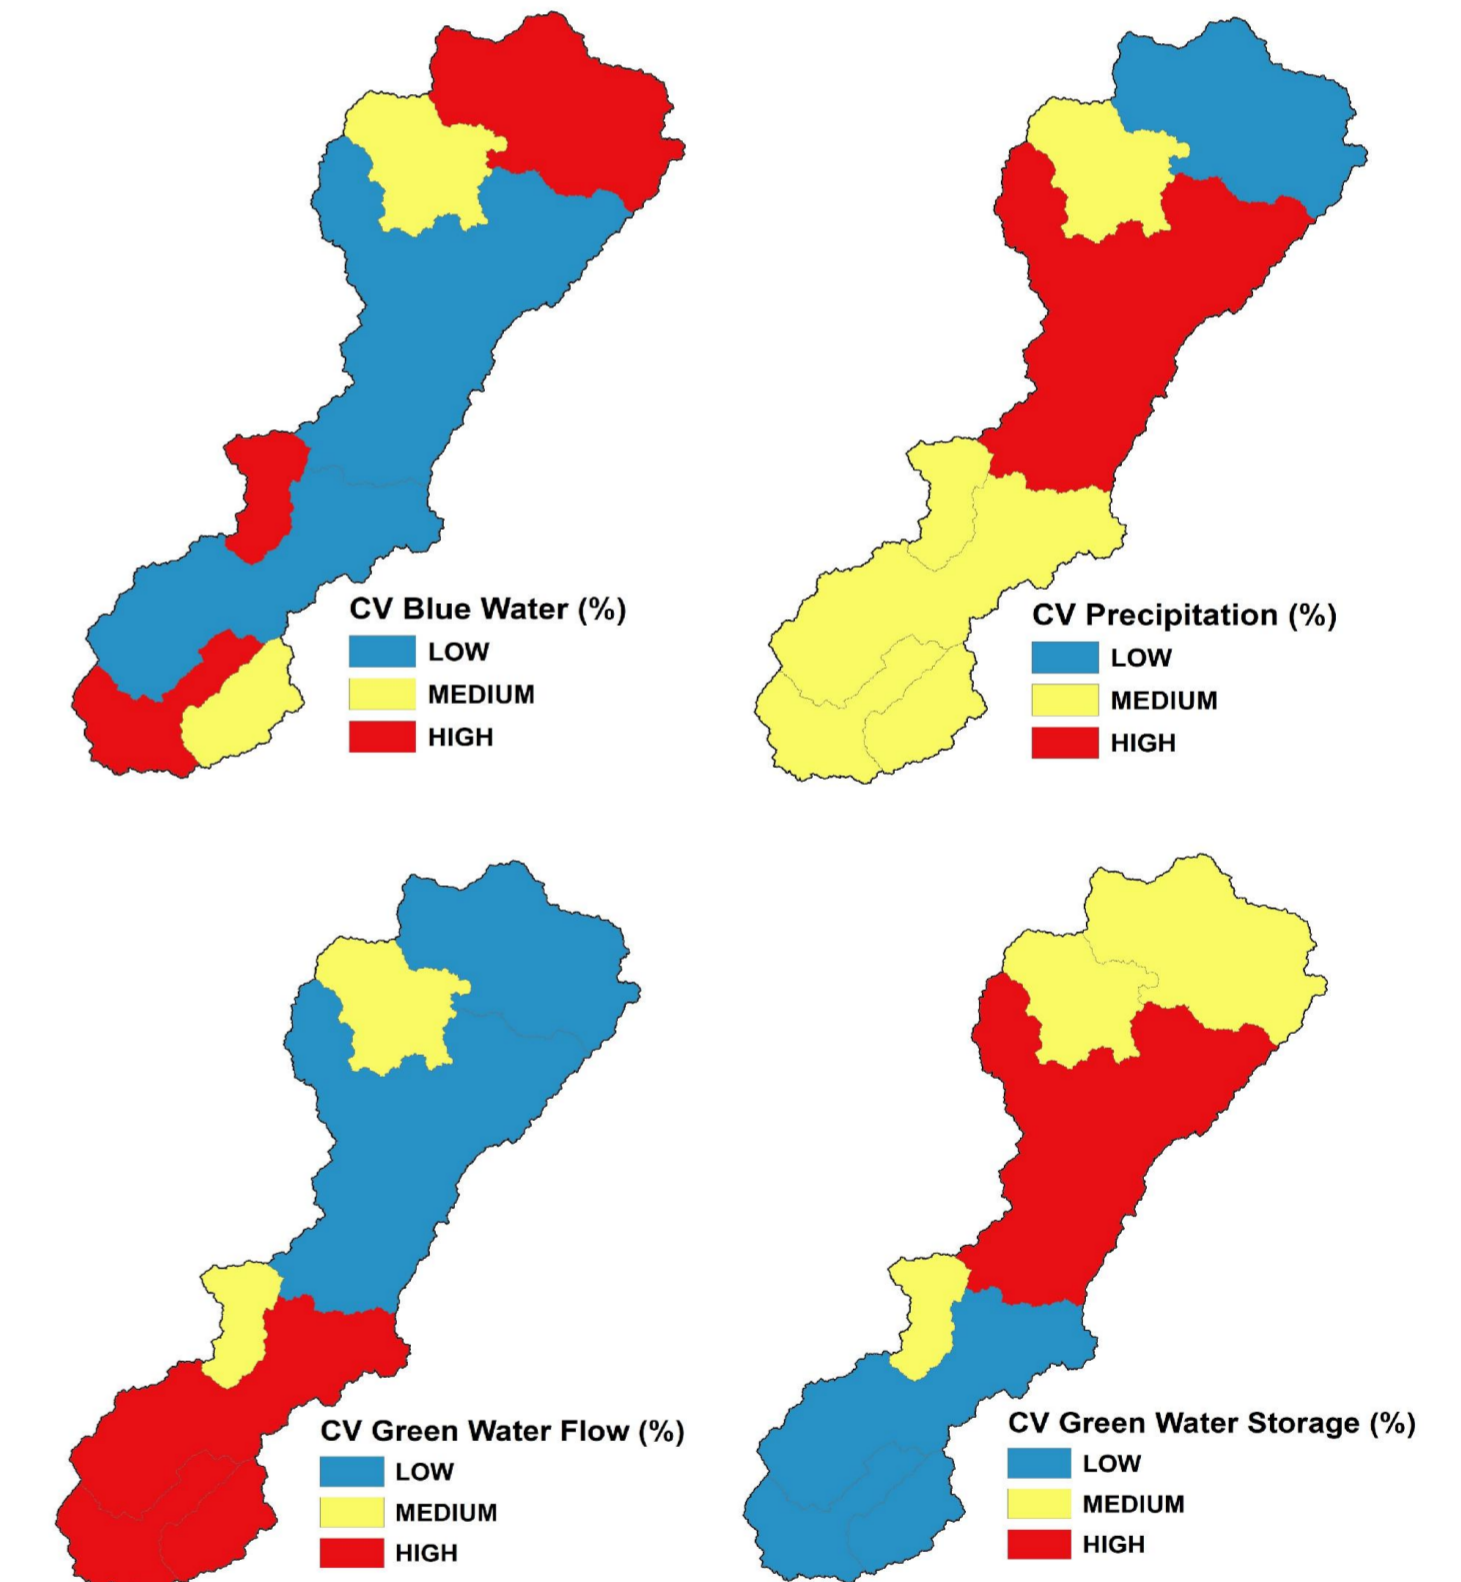 CV Blue Water (%)
LOW
MEDIUM
HIGH
CV Precipitation (%)
LOW
MEDIUM
HIGH
CV Green Water Flow (%)
LOW
MEDIUM
HIGH
CV Green Water Storage (%)
LOW
MEDIUM
HIGH